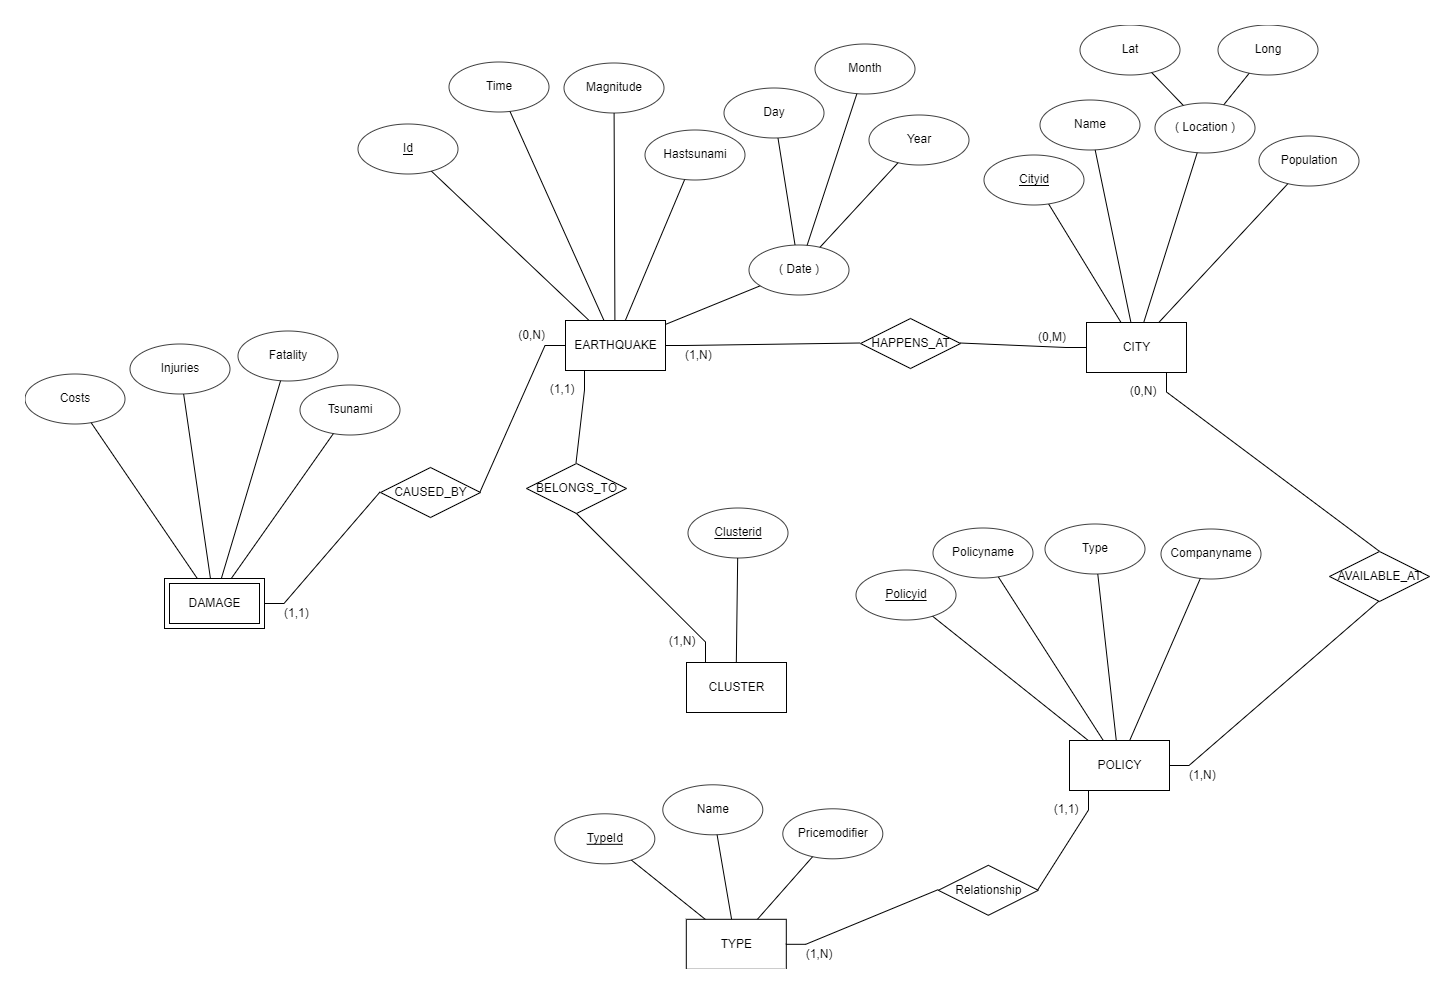 Lat
Long
Month
Time
Magnitude
Day
Name
( Location )
Year
Id
Hastsunami
Population
Cityid
( Date )
(0,N)
EARTHQUAKE
(1,N)
HAPPENS_AT
(0,M)
CITY
(1,1)
(0,N)
Fatality
Injuries
Costs
Tsunami
CAUSED_BY
BELONGS_TO
Clusterid
Policyname
Type
Companyname
AVAILABLE_AT
Policyid
DAMAGE
(1,1)
(1,N)
CLUSTER
POLICY
(1,N)
(1,1)
Name
TypeId
Pricemodifier
Relationship
TYPE
(1,N)